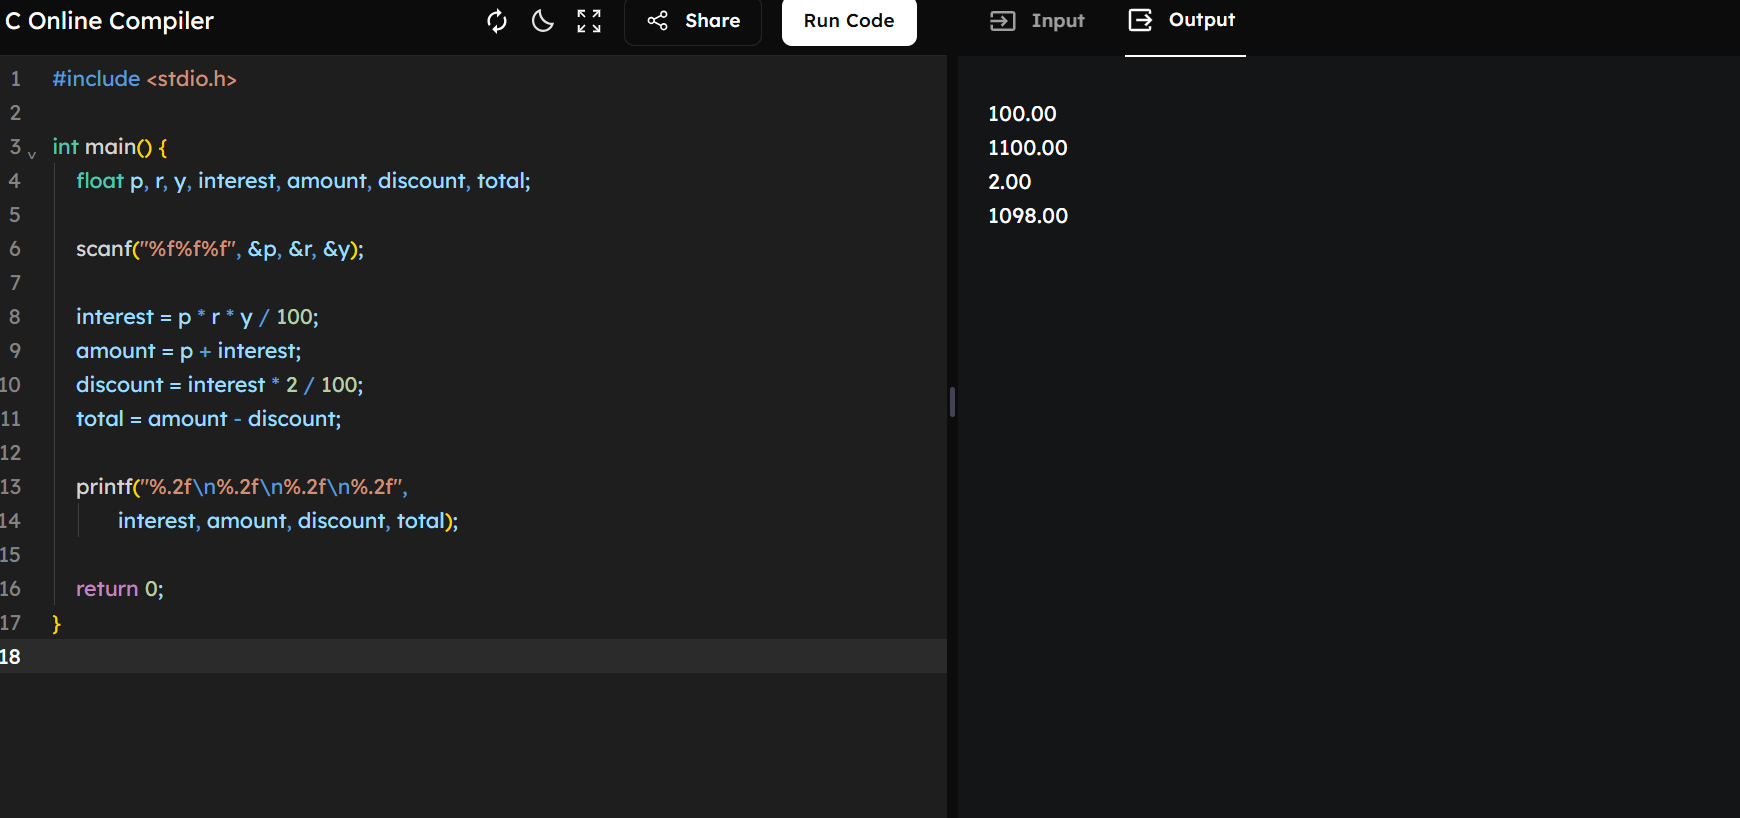 C Online Compiler
Share
Run Code
Input
Output
1 #include <stdio.h>
2
3 int main() {
4 float p, r, y, interest, amount, discount, total;
5
6 scanf("%f%f%f", &p, &r, &y);
7
8 interest = p * r * y / 100;
9 amount = p + interest;
10 discount = interest * 2 / 100;
11 total = amount - discount;
12
13 printf("%.2f\n%.2f\n%.2f\n%.2f",
14 interest, amount, discount, total);
15
16 return 0;
17 }
18
100.00
1100.00
2.00
1098.00